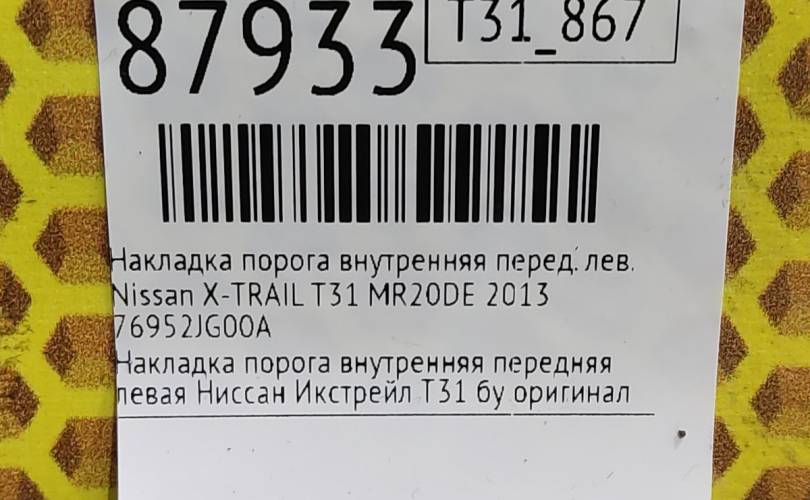 87933
T31_867
Накладка порога внутренняя перед. лев.
Nissan X-TRAIL T31 MR20DE 2013
76952JG00A
Накладка порога внутренняя передняя
левая Ниссан Икстрейл Т31 бу оригинал